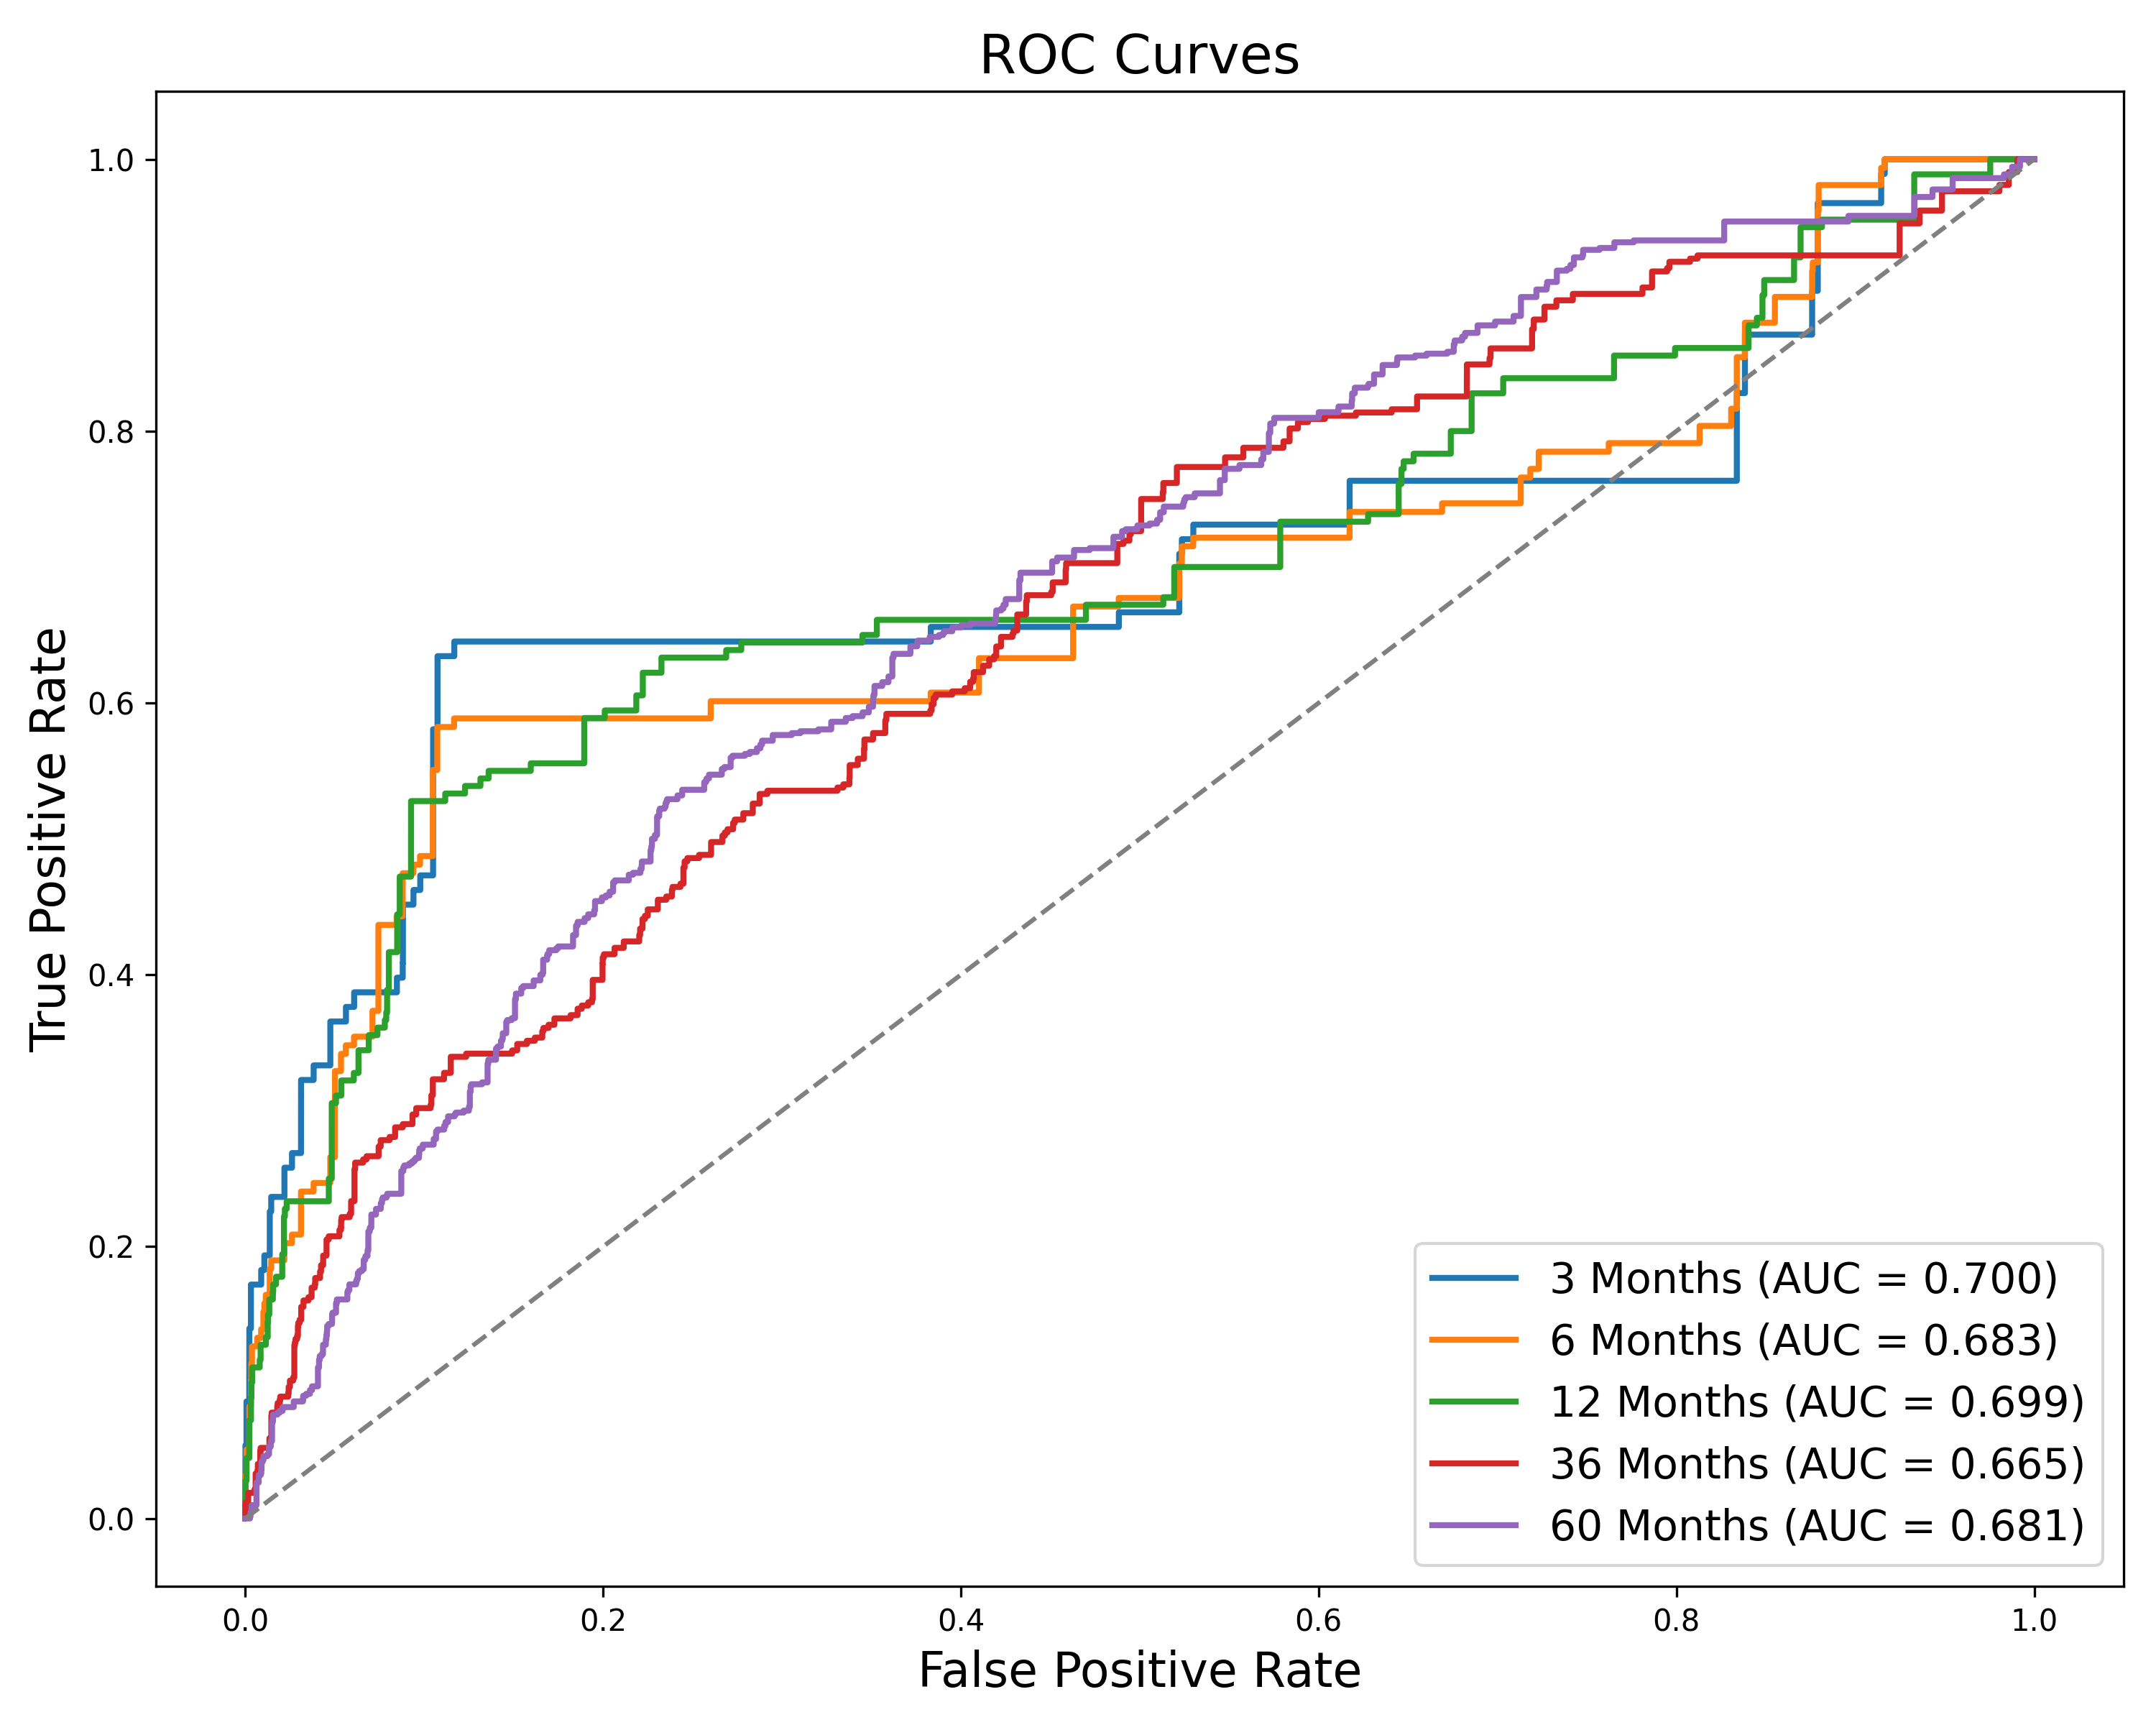 ROC Curves
True Positive Rate
1.0
0.8
0.6
0.4
0.2
0.0
0.0 0.2 0.4 0.6 0.8 1.0
False Positive Rate
3 Months (AUC = 0.700)
6 Months (AUC = 0.683)
12 Months (AUC = 0.699)
36 Months (AUC = 0.665)
60 Months (AUC = 0.681)